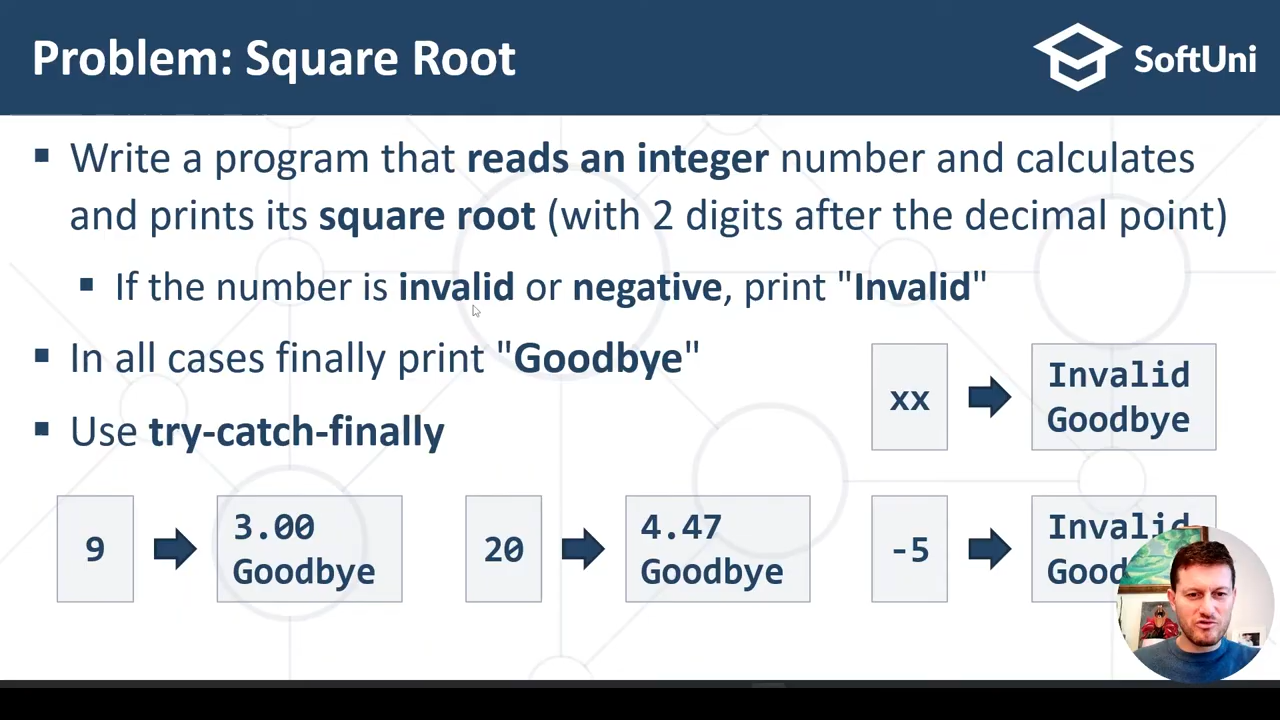 Problem: Square Root
SoftUni
Write a program that reads an integer number and calculates
and prints its square root (with 2 digits after the decimal point)
If the number is invalid or negative, print "Invalid"
In all cases finally print "Goodbye"
Use try-catch-finally
xx
Invalid
Goodbye
9
3.00
Goodbye
20
4.47
Goodbye
-5
Invalid